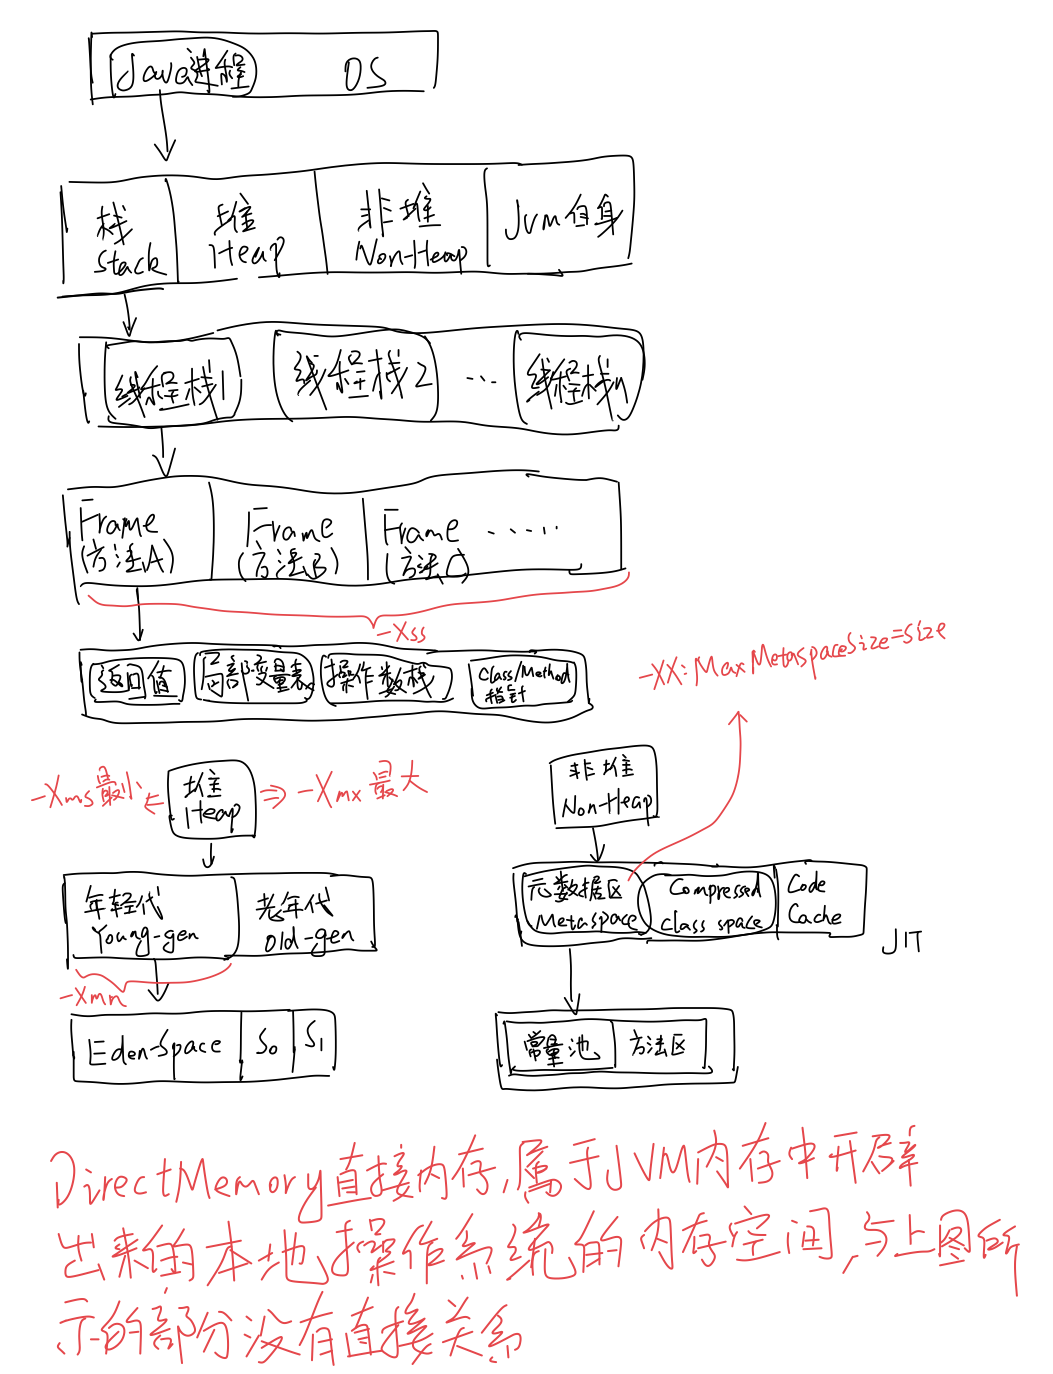 Java进程 OS
栈 堆 非堆 JVM自身
Stack Heap Non-Heap
线程栈1 线程栈2 ... 线程栈n
Frame Frame Frame ......
(方法A) (方法B) (方法C)
-Xss
返回值 局部变量表 操作数栈 Class/Method
指针
-XX:MaxMetaspaceSize=size
-Xms最小 堆 -Xmx 最大
Heap
非堆
Non-Heap
年轻代 老年代
Young-gen Old-gen
-Xmn
Eden-Space S0 S1
元数据区 Compressed Code
Metaspace Class space Cache
JIT
常量池 方法区
DirectMemory直接内存,属于JVM内存中开辟
出来的本地操作系统的内存空间,与上图所
示的部分没有直接关系